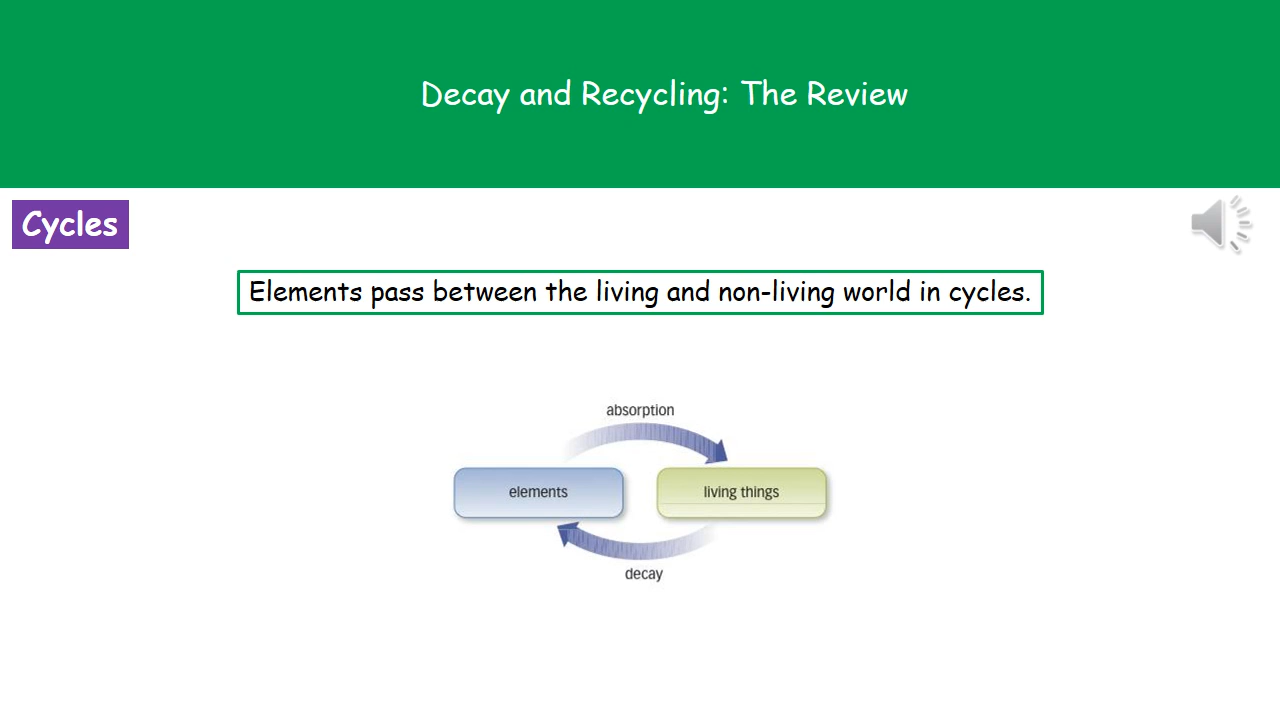 Decay and Recycling: The Review
Cycles
Elements pass between the living and non-living world in cycles.
absorption
elements
living things
decay